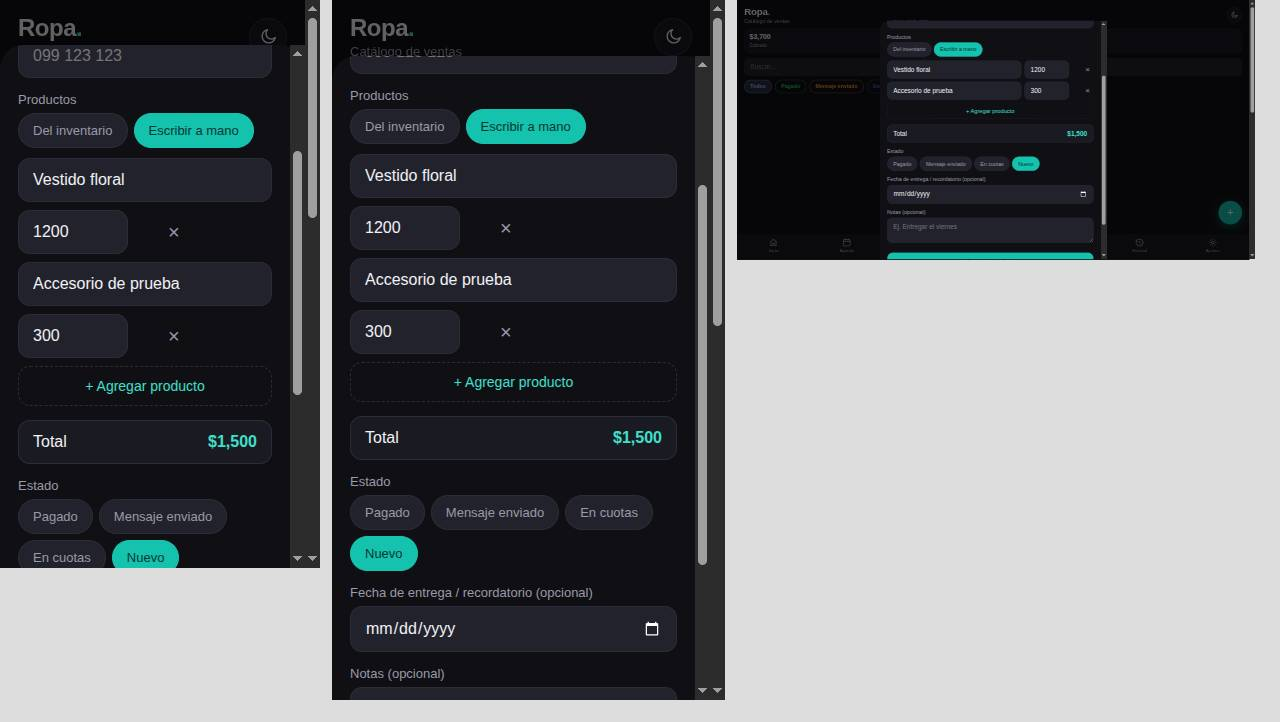 Ropa.
099 123 123
Productos
Del inventario
Escribir a mano
Vestido floral
1200
×
Accesorio de prueba
300
×
+ Agregar producto
Total
$1,500
Estado
Pagado
Mensaje enviado
En cuotas
Nuevo
Ropa.
Catálogo de ventas
Productos
Del inventario
Escribir a mano
Vestido floral
1200
×
Accesorio de prueba
300
×
+ Agregar producto
Total
$1,500
Estado
Pagado
Mensaje enviado
En cuotas
Nuevo
Fecha de entrega / recordatorio (opcional)
mm/dd/yyyy
Notas (opcional)
Ropa.
Catálogo de ventas
$3,700
Buscar...
Todos
Pagado
Mensaje enviado
Productos
Del inventario
Escribir a mano
Vestido floral
1200
×
Accesorio de prueba
300
×
+ Agregar producto
Total
$1,500
Estado
Pagado
Mensaje enviado
En cuotas
Nuevo
Fecha de entrega / recordatorio (opcional)
mm/dd/yyyy
Notas (opcional)
Ej. Entregar el viernes
+